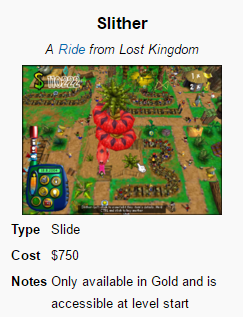 Slither
A Ride from Lost Kingdom
$ 116222
Type Slide
Cost $750
Notes Only available in Gold and is
accessible at level start